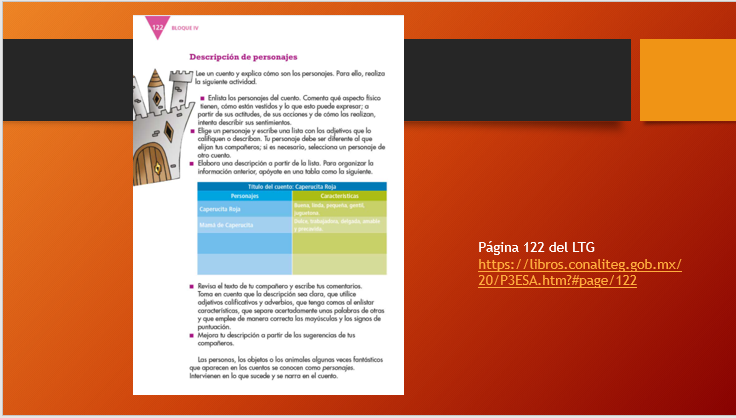 122 BLOQUE IV
Descripción de personajes
Lee un cuento y explica cómo son los personajes. Para ello, realiza
la siguiente actividad.
■ Enlista los personajes del cuento. Comenta qué aspecto físico
tienen, cómo están vestidos y lo que esto puede expresar; a
partir de sus actitudes, de sus acciones y de cómo las realizan,
intenta describir sus sentimientos.
■ Elige un personaje y escribe una lista con los adjetivos que lo
califiquen o describan. Tu personaje debe ser diferente al que
elijan tus compañeros; si es necesario, selecciona un personaje de
otro cuento.
■ Elabora una descripción a partir de la lista. Para organizar la
información anterior, apóyate en una tabla como la siguiente.
Título del cuento: Caperucita Roja
Personajes Características
Caperucita Roja
Buena, linda, pequeña, gentil,
juguetona.
Mamá de Caperucita
Dulce, trabajadora, delgada, amable
y precavida.
■ Revisa el texto de tu compañero y escribe tus comentarios.
Toma en cuenta que la descripción sea clara, que utilice
adjetivos calificativos y adverbios, que tenga comas al enlistar
características, que separe acertadamente unas palabras de otras
y que emplee de manera correcta las mayúsculas y los signos de
puntuación.
■ Mejora tu descripción a partir de las sugerencias de tus
compañeros.
Las personas, los objetos o los animales algunas veces fantásticos
que aparecen en los cuentos se conocen como personajes.
Intervienen en lo que sucede y se narra en el cuento.
Página 122 del LTG
https://libros.conaliteg.gob.mx/
20/P3ESA.htm?#page/122